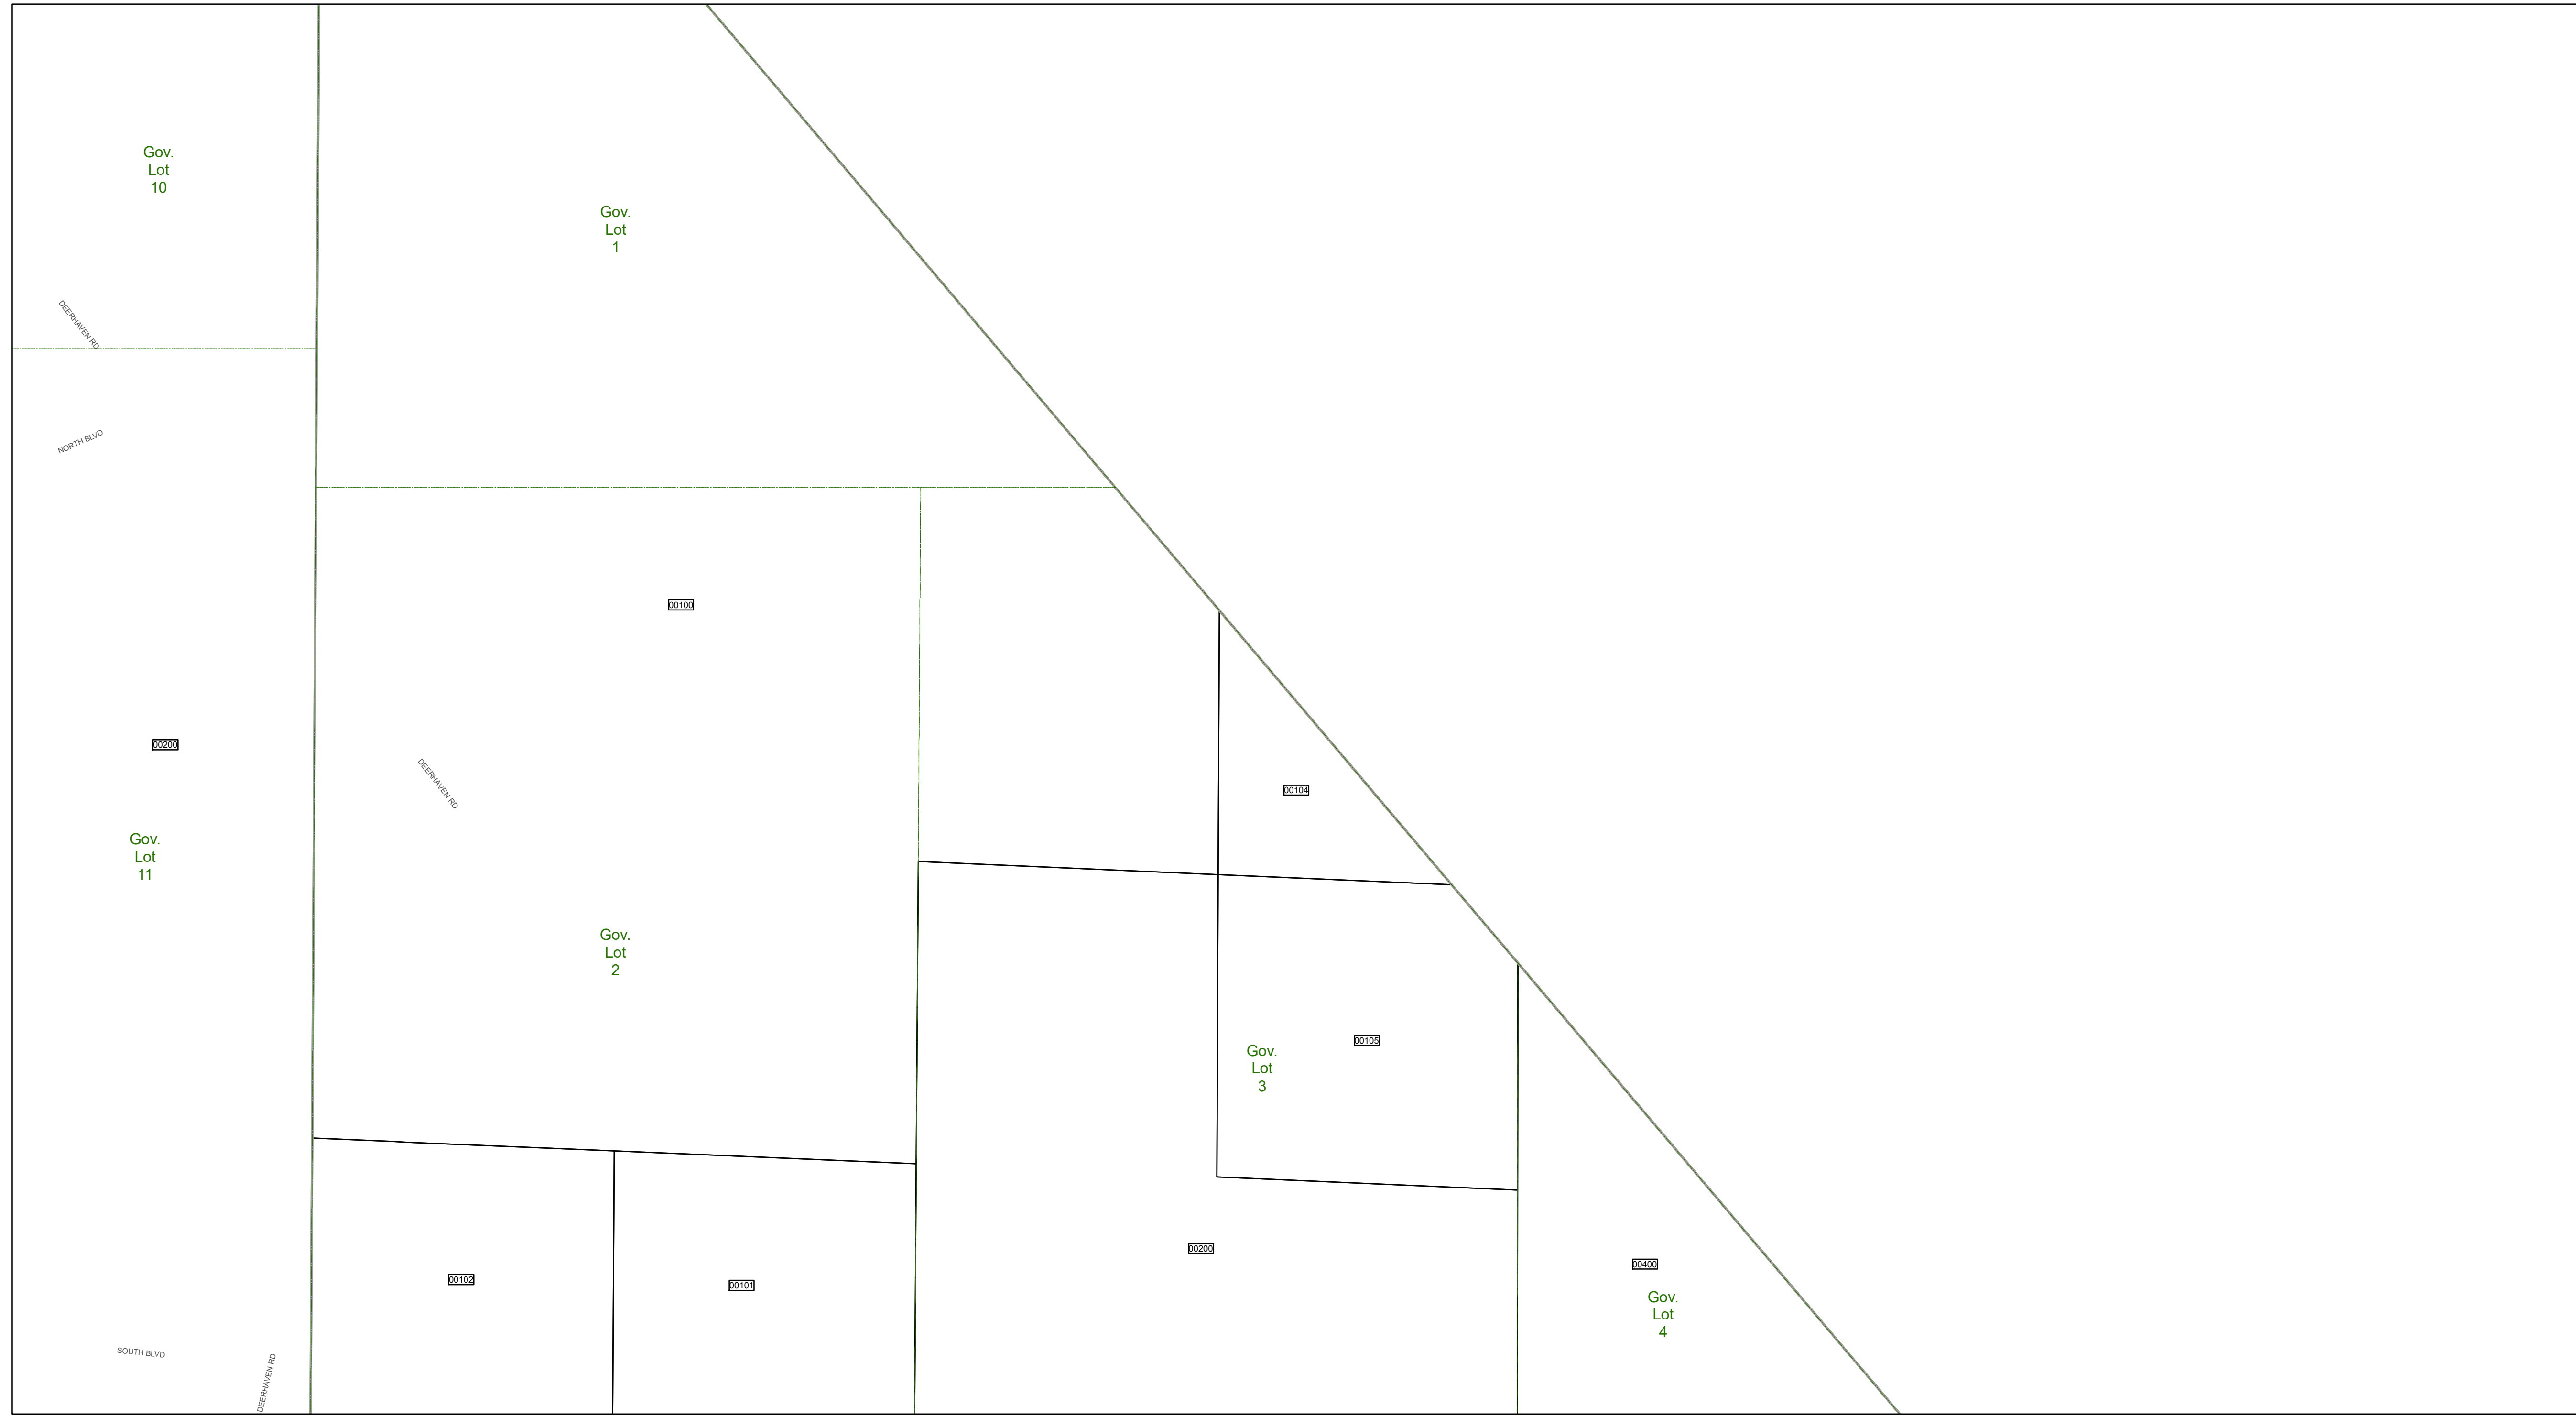 Gov.
Lot
10
Gov.
Lot
1
DEERHAVEN RD
NORTH BLVD
00100
00200
DEERHAVEN RD
00104
Gov.
Lot
11
Gov.
Lot
2
00105
Gov.
Lot
3
00200
00400
00102
00101
Gov.
Lot
4
SOUTH BLVD
DEERHAVEN RD